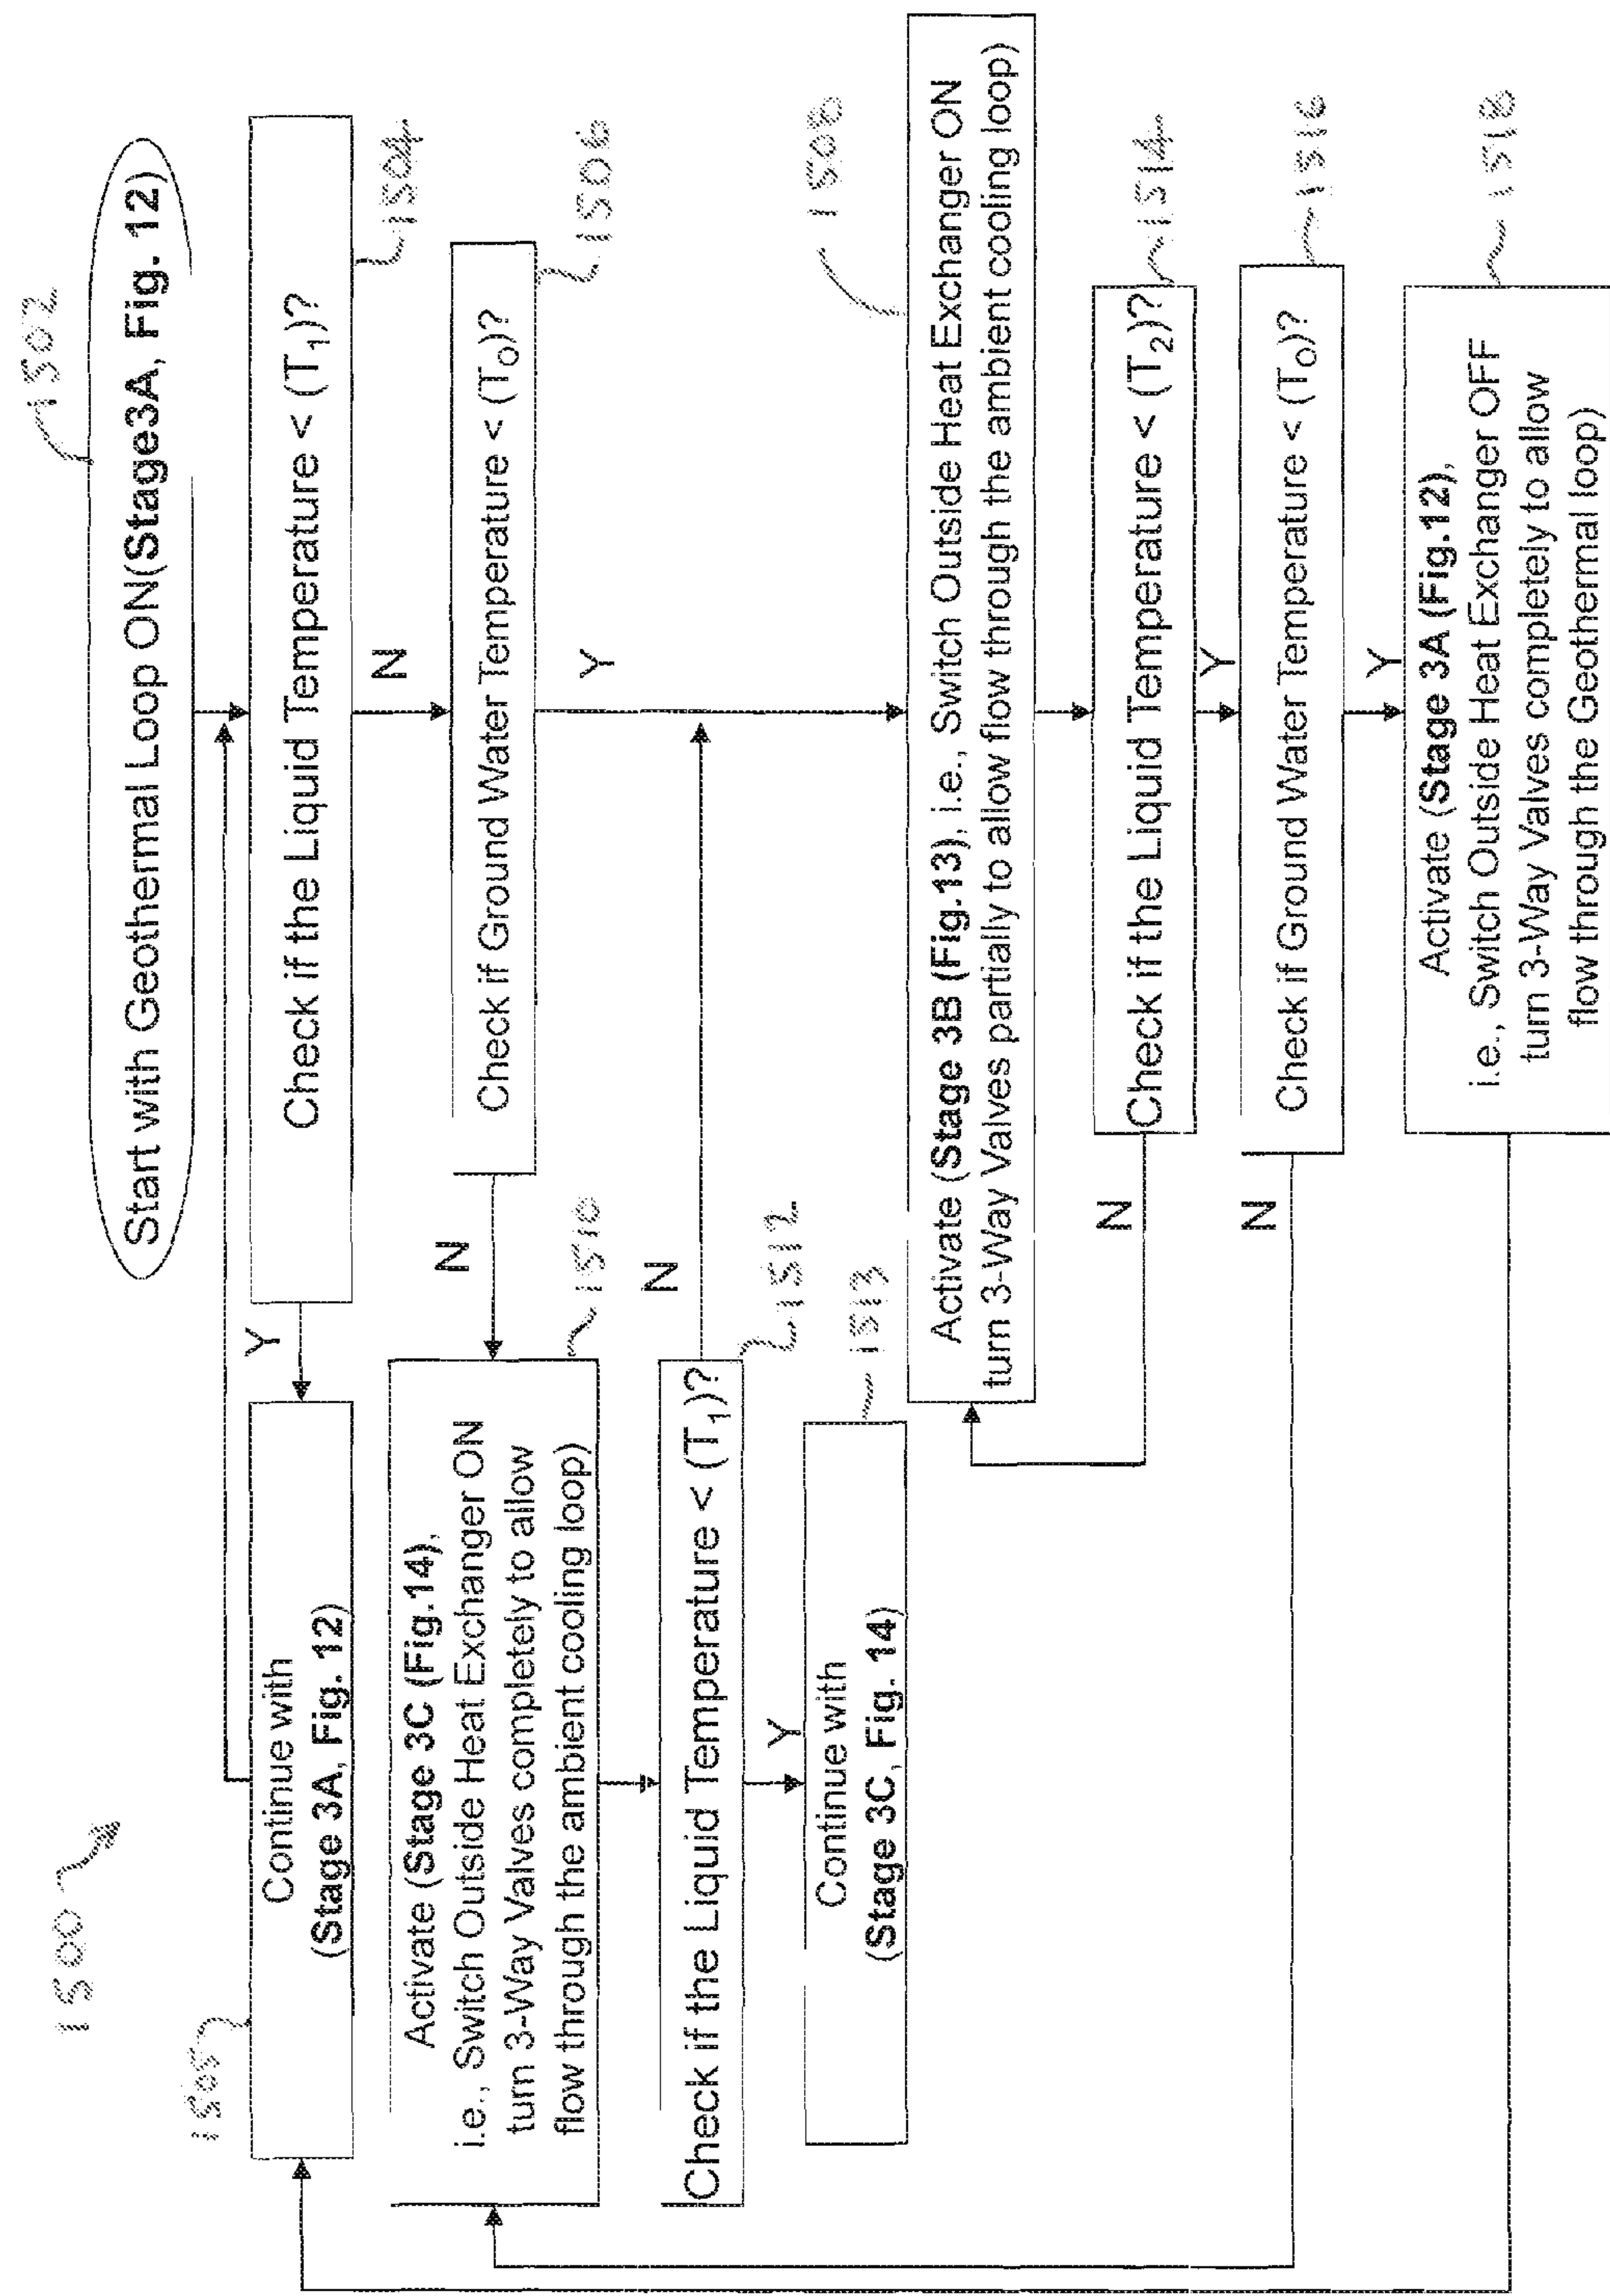 1500
1502
Start with Geothermal Loop ON(Stage3A, Fig. 12)
1505
Continue with
(Stage 3A, Fig. 12)
Y
Check if the Liquid Temperature < (T₁)?
1504
N
Check if Ground Water Temperature < (T₀)?
1506
N
Y
Activate (Stage 3C (Fig.14),
i.e., Switch Outside Heat Exchanger ON
turn 3-Way Valves completely to allow
flow through the ambient cooling loop)
1510
Check if the Liquid Temperature < (T₁)?
1512
N
Y
Continue with
(Stage 3C, Fig. 14)
1513
1508
Activate (Stage 3B (Fig.13), i.e., Switch Outside Heat Exchanger ON
turn 3-Way Valves partially to allow flow through the ambient cooling loop)
Check if the Liquid Temperature < (T₂)?
1514
N
Y
Check if Ground Water Temperature < (T₀)?
1516
N
Y
Activate (Stage 3A (Fig.12),
i.e., Switch Outside Heat Exchanger OFF
turn 3-Way Valves completely to allow
flow through the Geothermal loop)
1518